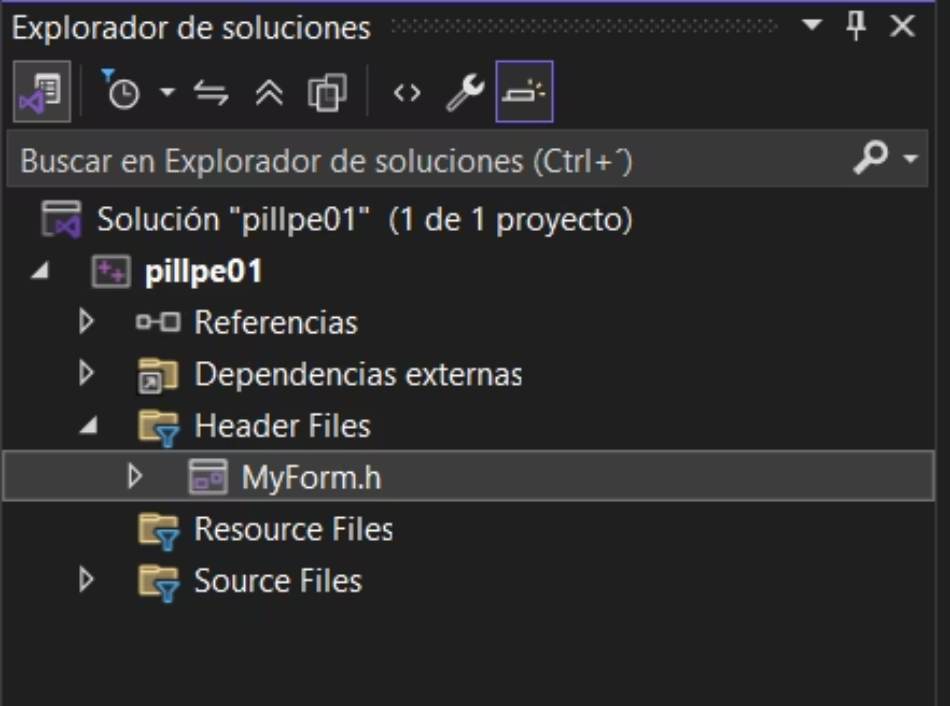 Explorador de soluciones
Buscar en Explorador de soluciones (Ctrl+´)
Solución "pillpe01" (1 de 1 proyecto)
pillpe01
Referencias
Dependencias externas
Header Files
MyForm.h
Resource Files
Source Files